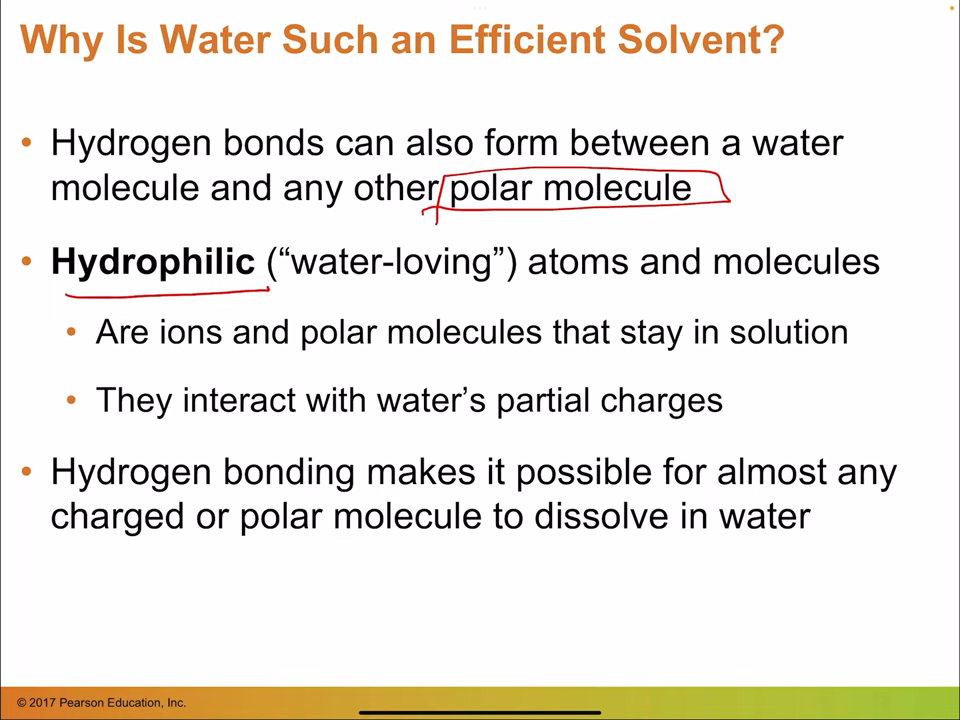 Why Is Water Such an Efficient Solvent?
• Hydrogen bonds can also form between a water
molecule and any other polar molecule
• Hydrophilic (“water-loving”) atoms and molecules
• Are ions and polar molecules that stay in solution
• They interact with water’s partial charges
• Hydrogen bonding makes it possible for almost any
charged or polar molecule to dissolve in water
© 2017 Pearson Education, Inc.